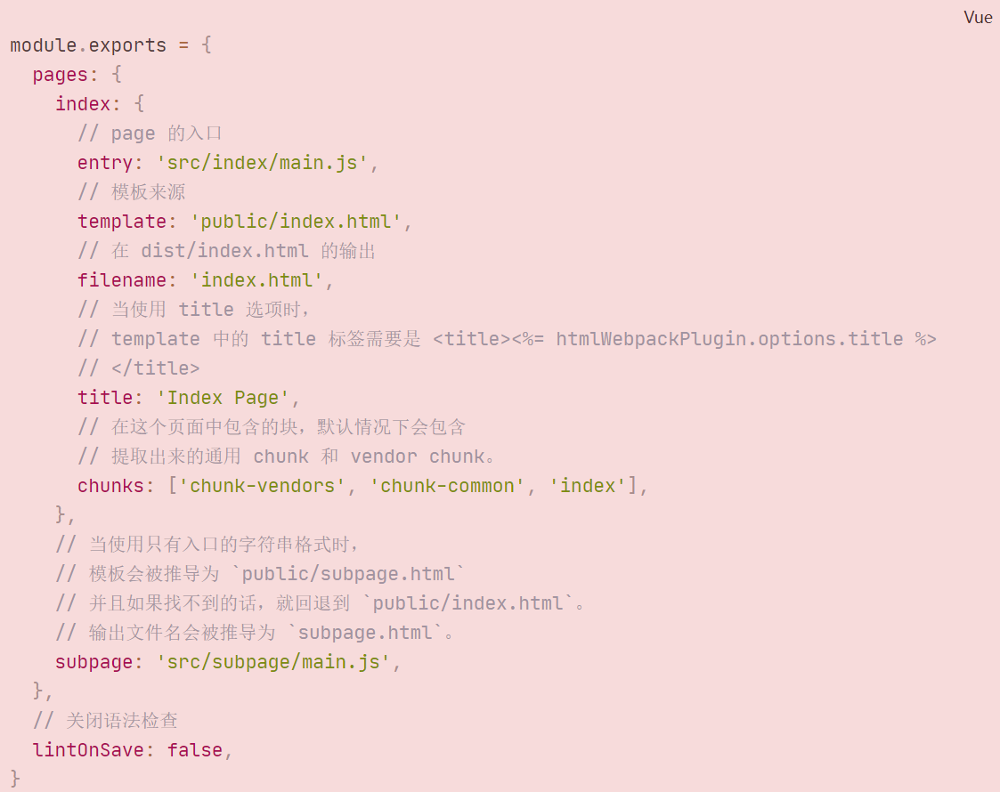 Vue
module.exports = {
  pages: {
    index: {
      // page 的入口
      entry: 'src/index/main.js',
      // 模板来源
      template: 'public/index.html',
      // 在 dist/index.html 的输出
      filename: 'index.html',
      // 当使用 title 选项时，
      // template 中的 title 标签需要是 <title><%= htmlWebpackPlugin.options.title %>
      // </title>
      title: 'Index Page',
      // 在这个页面中包含的块，默认情况下会包含
      // 提取出来的通用 chunk 和 vendor chunk。
      chunks: ['chunk-vendors', 'chunk-common', 'index'],
    },
    // 当使用只有入口的字符串格式时，
    // 模板会被推导为 `public/subpage.html`
    // 并且如果找不到的话，就回退到 `public/index.html`。
    // 输出文件名会被推导为 `subpage.html`。
    subpage: 'src/subpage/main.js',
  },
  // 关闭语法检查
  lintOnSave: false,
}